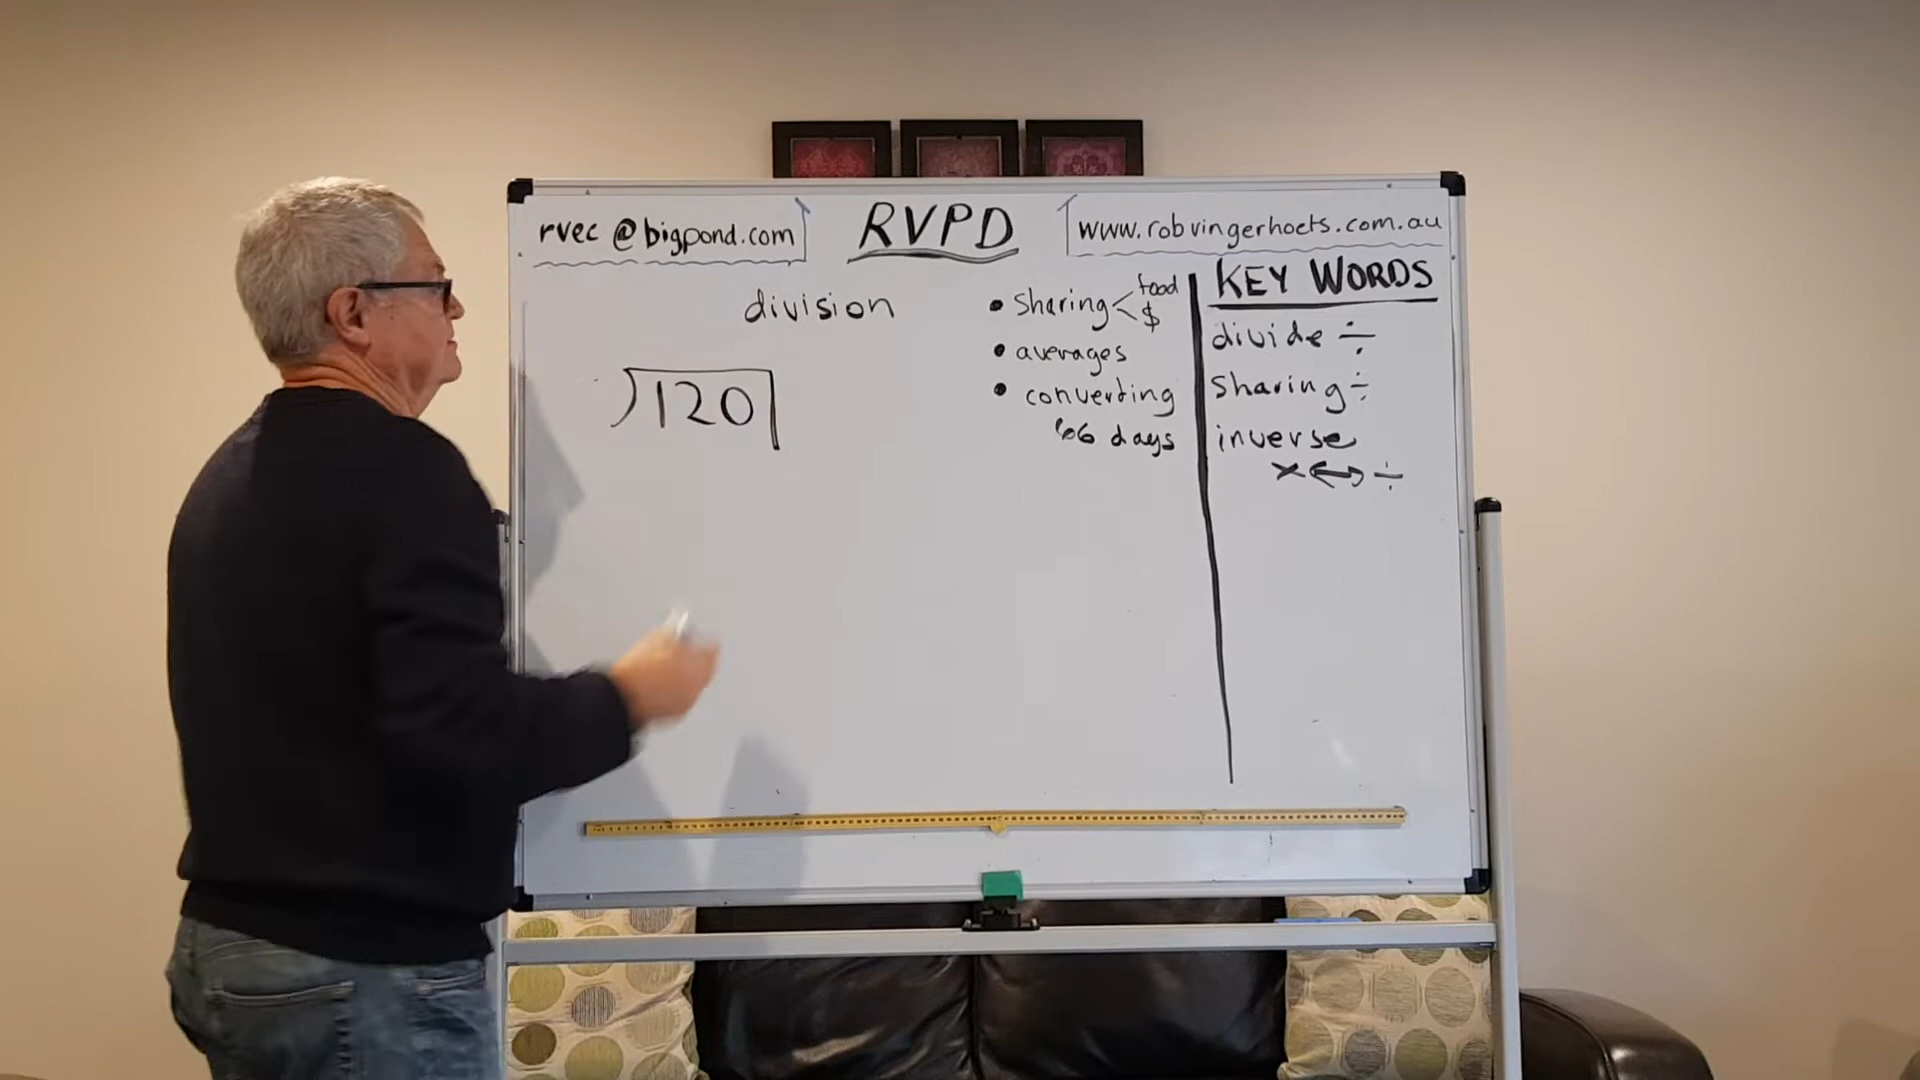 rvec @bigpond.com
RVPD
www.robvingerhoets.com.au
division
120
• Sharing < food
$
• averages
• converting
66 days
KEY WORDS
divide ÷
Sharing ÷
inverse
× ↔ ÷